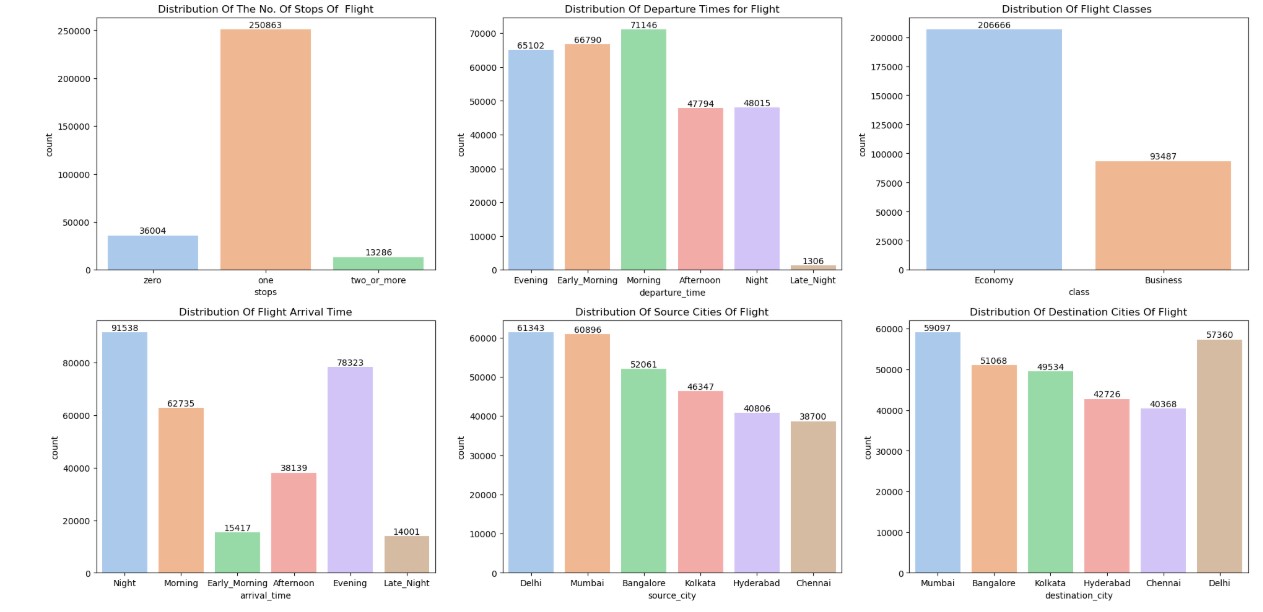 Distribution Of The No. Of Stops Of  Flight
250863
250000
200000
150000
count
100000
50000
36004
13286
0
zero one two_or_more
stops
Distribution Of Departure Times for Flight
71146
70000
65102 66790
60000
50000
47794 48015
count
40000
30000
20000
10000
1306
0
Evening Early_Morning Morning Afternoon Night Late_Night
departure_time
Distribution Of Flight Classes
206666
200000
175000
150000
125000
count
100000
93487
75000
50000
25000
0
Economy Business
class
Distribution Of Flight Arrival Time
91538
80000
78323
62735
60000
count
40000
38139
20000
15417 14001
0
Night Morning Early_Morning Afternoon Evening Late_Night
arrival_time
Distribution Of Source Cities Of Flight
61343 60896
60000
52061
50000
46347
40806
40000
38700
count
30000
20000
10000
0
Delhi Mumbai Bangalore Kolkata Hyderabad Chennai
source_city
Distribution Of Destination Cities Of Flight
60000
59097 57360
51068 49534
50000
42726 40368
40000
count
30000
20000
10000
0
Mumbai Bangalore Kolkata Hyderabad Chennai Delhi
destination_city